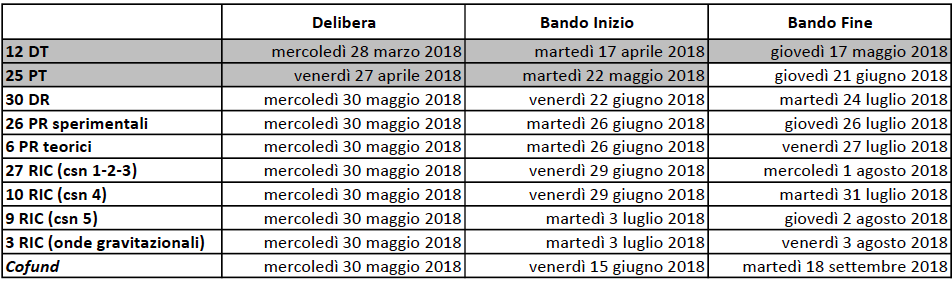 Delibera Bando Inizio Bando Fine
12 DT mercoledì 28 marzo 2018 martedì 17 aprile 2018 giovedì 17 maggio 2018
25 PT venerdì 27 aprile 2018 martedì 22 maggio 2018 giovedì 21 giugno 2018
30 DR mercoledì 30 maggio 2018 venerdì 22 giugno 2018 martedì 24 luglio 2018
26 PR sperimentali mercoledì 30 maggio 2018 martedì 26 giugno 2018 giovedì 26 luglio 2018
6 PR teorici mercoledì 30 maggio 2018 martedì 26 giugno 2018 venerdì 27 luglio 2018
27 RIC (csn 1-2-3) mercoledì 30 maggio 2018 venerdì 29 giugno 2018 mercoledì 1 agosto 2018
10 RIC (csn 4) mercoledì 30 maggio 2018 venerdì 29 giugno 2018 martedì 31 luglio 2018
9 RIC (csn 5) mercoledì 30 maggio 2018 martedì 3 luglio 2018 giovedì 2 agosto 2018
3 RIC (onde gravitazionali) mercoledì 30 maggio 2018 martedì 3 luglio 2018 venerdì 3 agosto 2018
Cofund mercoledì 30 maggio 2018 venerdì 15 giugno 2018 martedì 18 settembre 2018